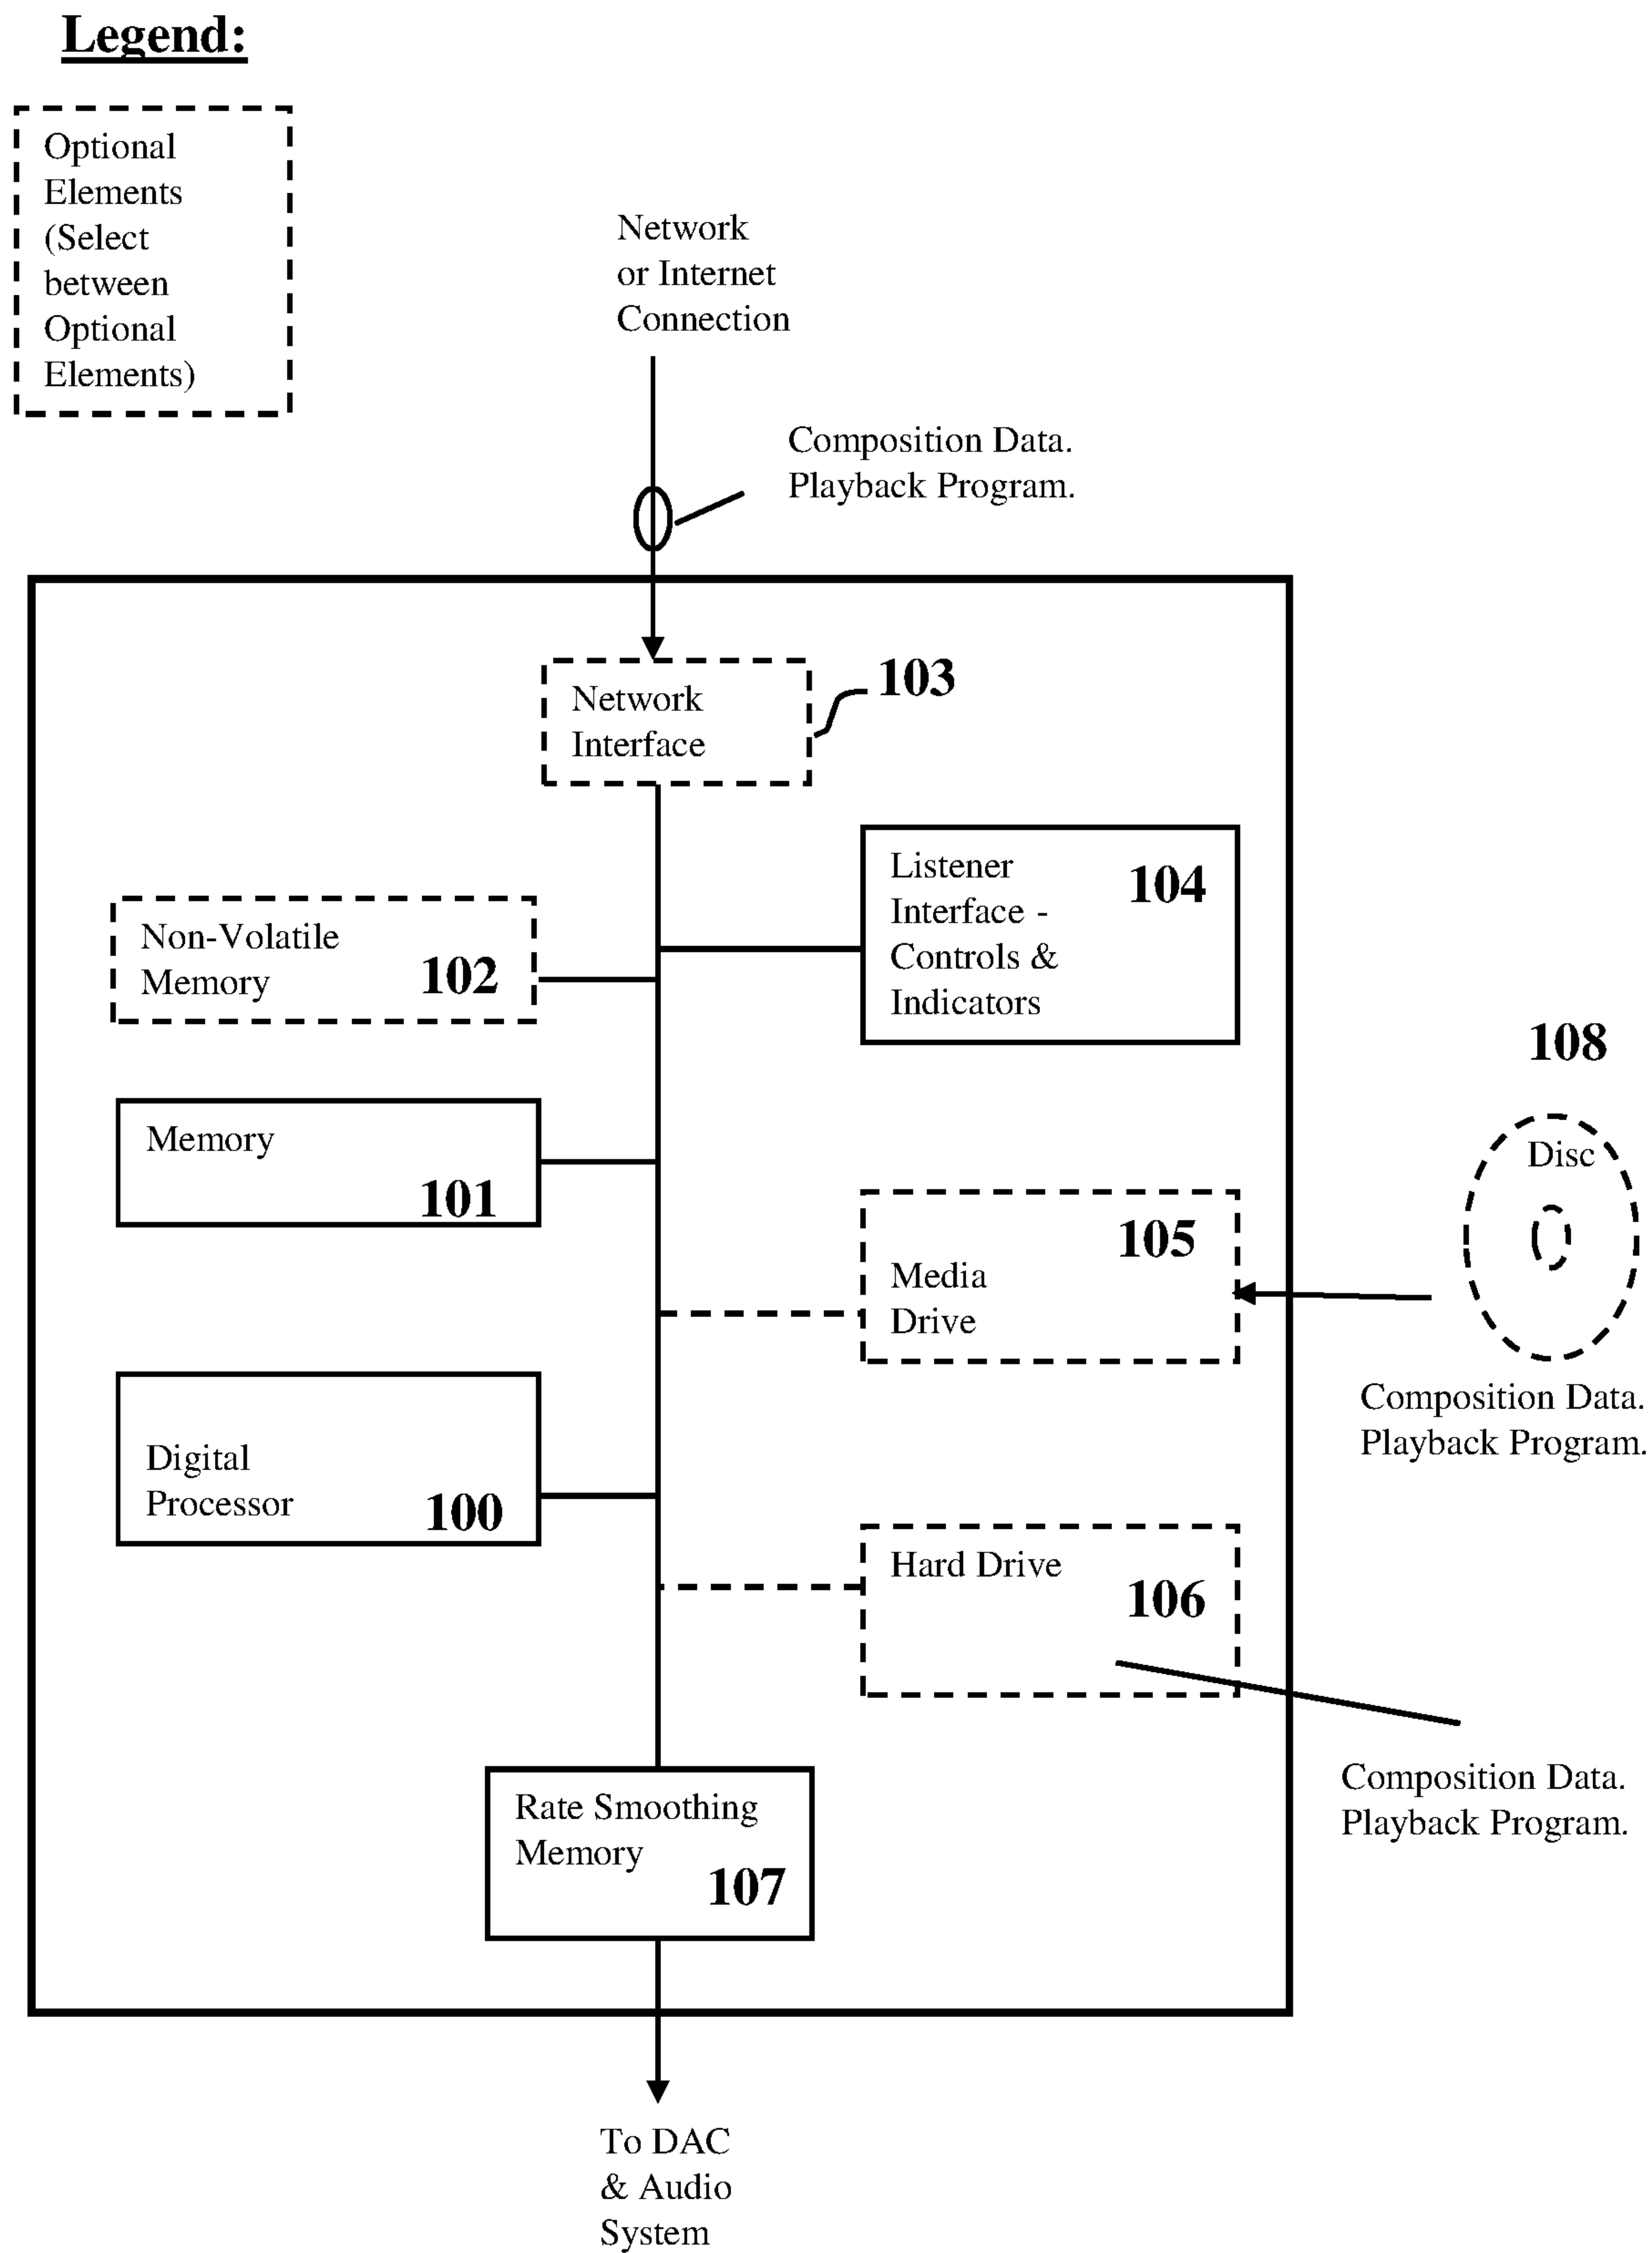 Legend:
Optional
Elements
(Select
between
Optional
Elements)
Network
or Internet
Connection
Composition Data.
Playback Program.
Network
Interface
103
Listener
Interface -
Controls &
Indicators
104
Non-Volatile
Memory
102
108
Disc
Memory
101
105
Media
Drive
Composition Data.
Playback Program.
Digital
Processor
100
Hard Drive
106
Composition Data.
Playback Program.
Rate Smoothing
Memory
107
To DAC
& Audio
System